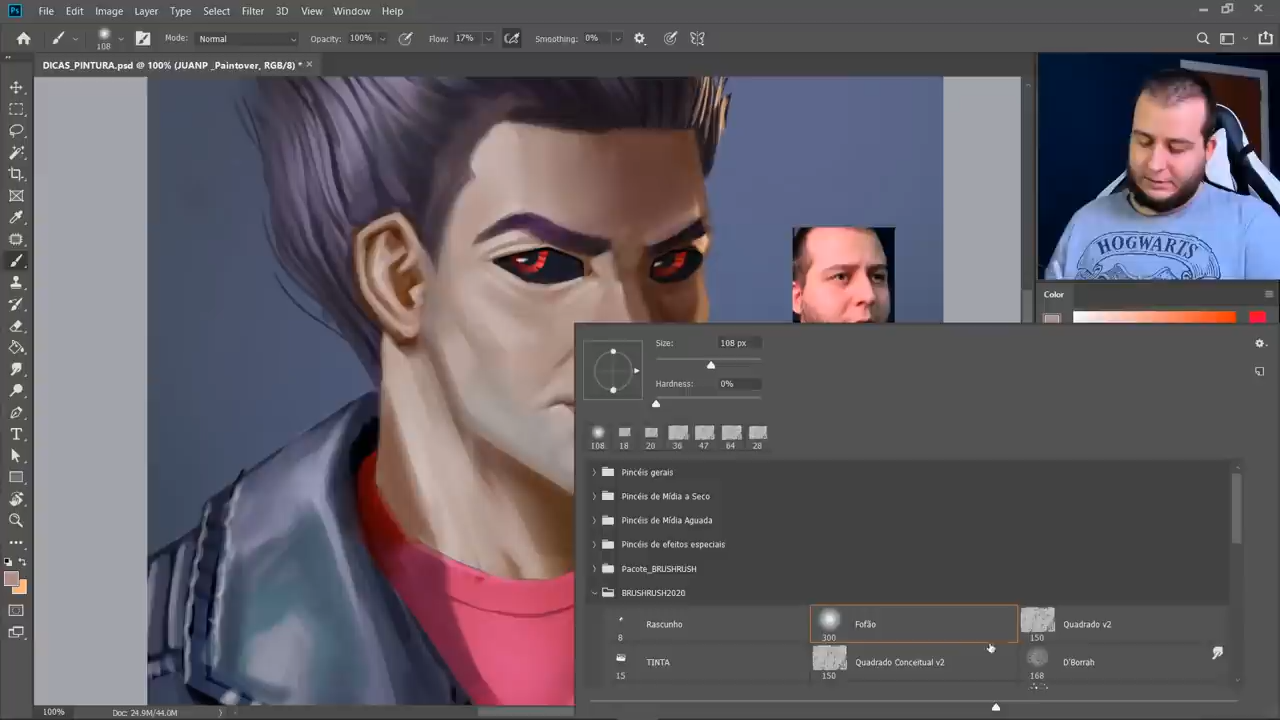 Ps File Edit Image Layer Type Select Filter 3D View Window Help
108 Mode: Normal Opacity: 100% Flow: 17% Smoothing: 0%
DICAS_PINTURA.psd @ 100% (JUANP _Paintover, RGB/8) *
HOGWARTS
Color
Size: 108 px
Hardness: 0%
108 18 20 36 47 64 28
Pincéis gerais
Pincéis de Mídia a Seco
Pincéis de Mídia Aguada
Pincéis de efeitos especiais
Pacote_BRUSHRUSH
BRUSHRUSH2020
8 Rascunho 300 Fofão 150 Quadrado v2
15 TINTA 150 Quadrado Conceitual v2 168 D'Borrah
100% Doc: 24.9M/44.0M